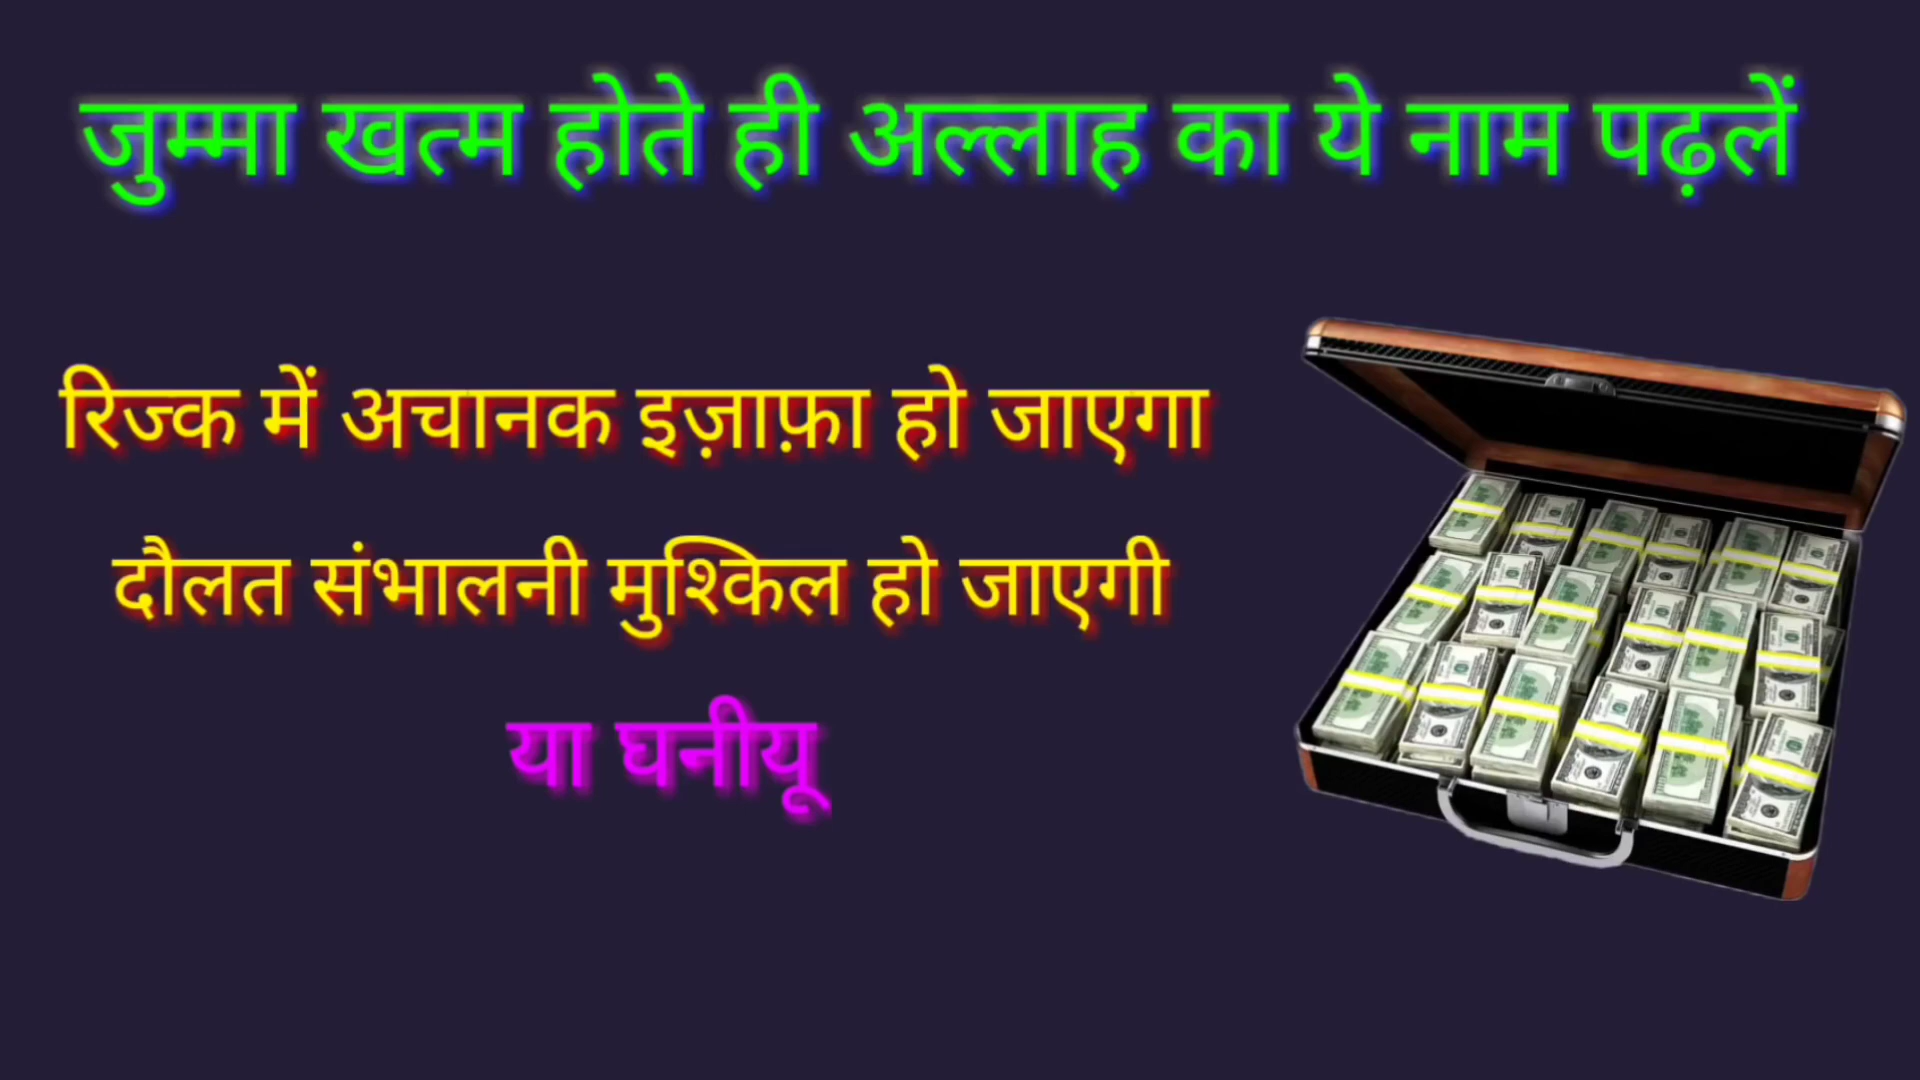 जुम्मा खत्म होते ही अल्लाह का ये नाम पढ़लें
रिज्क में अचानक इज़ाफ़ा हो जाएगा
दौलत संभालनी मुश्किल हो जाएगी
या घनीयू